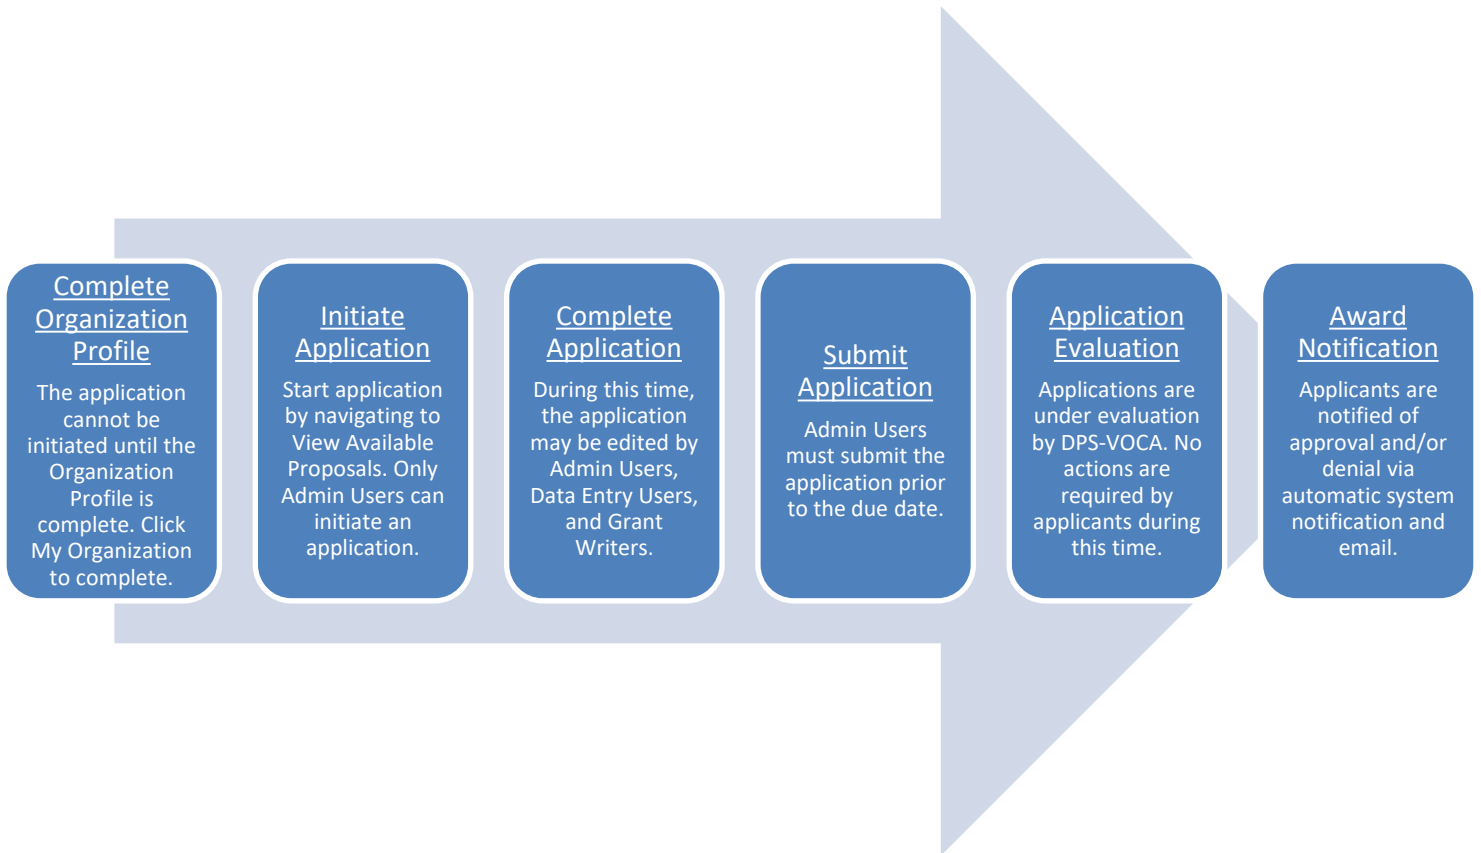 Complete
Organization
Profile
The application
cannot be
initiated until the
Organization
Profile is
complete. Click
My Organization
to complete.
Initiate
Application
Start application
by navigating to
View Available
Proposals. Only
Admin Users can
initiate an
application.
Complete
Application
During this time,
the application
may be edited by
Admin Users,
Data Entry Users,
and Grant
Writers.
Submit
Application
Admin Users
must submit the
application prior
to the due date.
Application
Evaluation
Applications are
under evaluation
by DPS-VOCA. No
actions are
required by
applicants during
this time.
Award
Notification
Applicants are
notified of
approval and/or
denial via
automatic system
notification and
email.